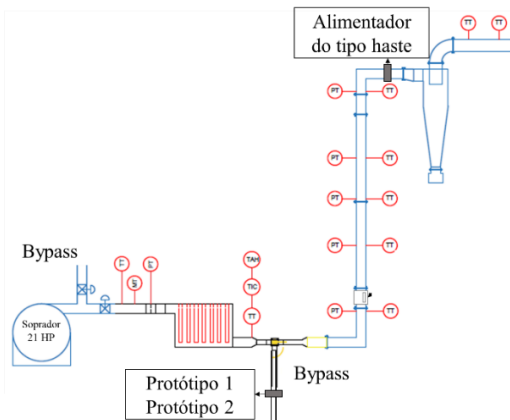 Alimentador
do tipo haste
TT
TT
PT
TT
PT
TT
PT
TT
PT
TT
Bypass
TT
MT
PT
TAH
TIC
TT
Soprador
21 HP
Bypass
Protótipo 1
Protótipo 2